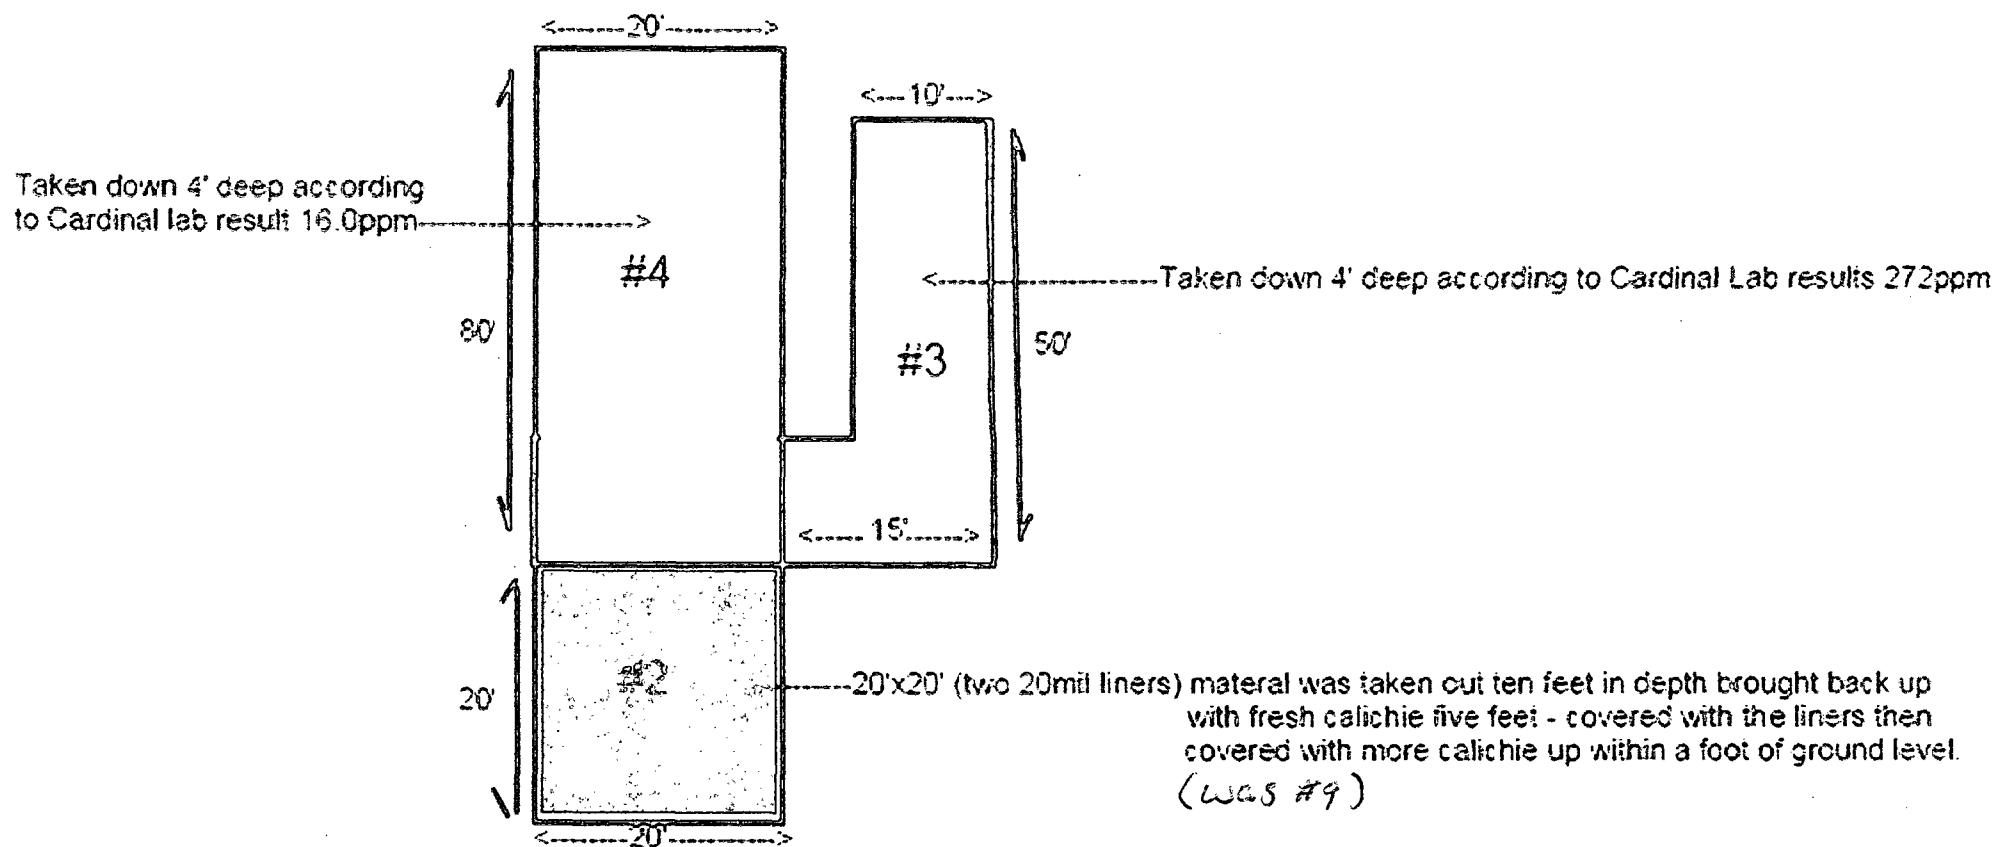 20'
10'
Taken down 4' deep according
to Cardinal lab result 16.0ppm
#4
Taken down 4' deep according to Cardinal Lab results 272ppm
80'
50'
#3
15'
#2
20'
20'x20' (two 20mil liners) materal was taken out ten feet in depth brought back up
with fresh calichie five feet - covered with the liners then
covered with more calichie up within a foot of ground level.
(was #9)
20'